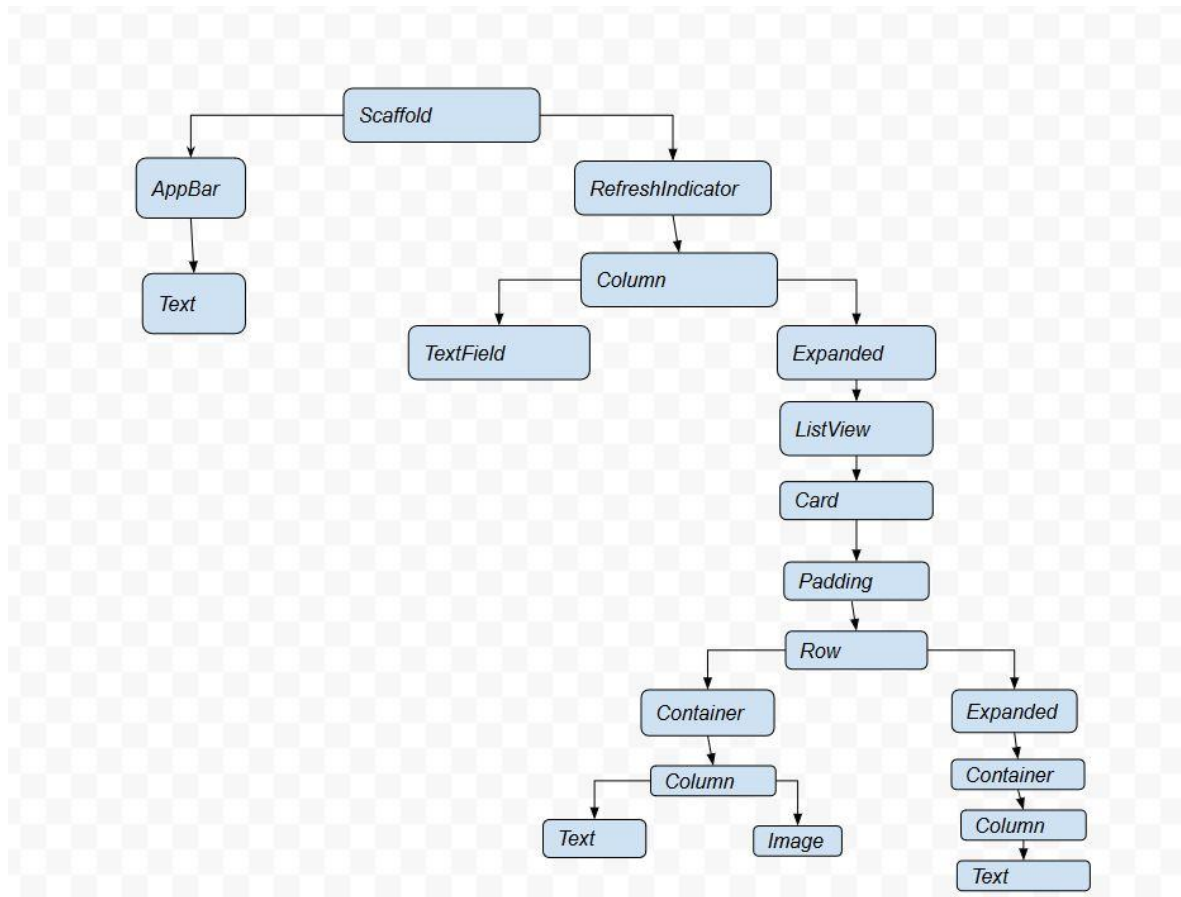 Scaffold
AppBar
RefreshIndicator
Text
Column
TextField
Expanded
ListView
Card
Padding
Row
Container
Expanded
Column
Container
Text
Image
Column
Text